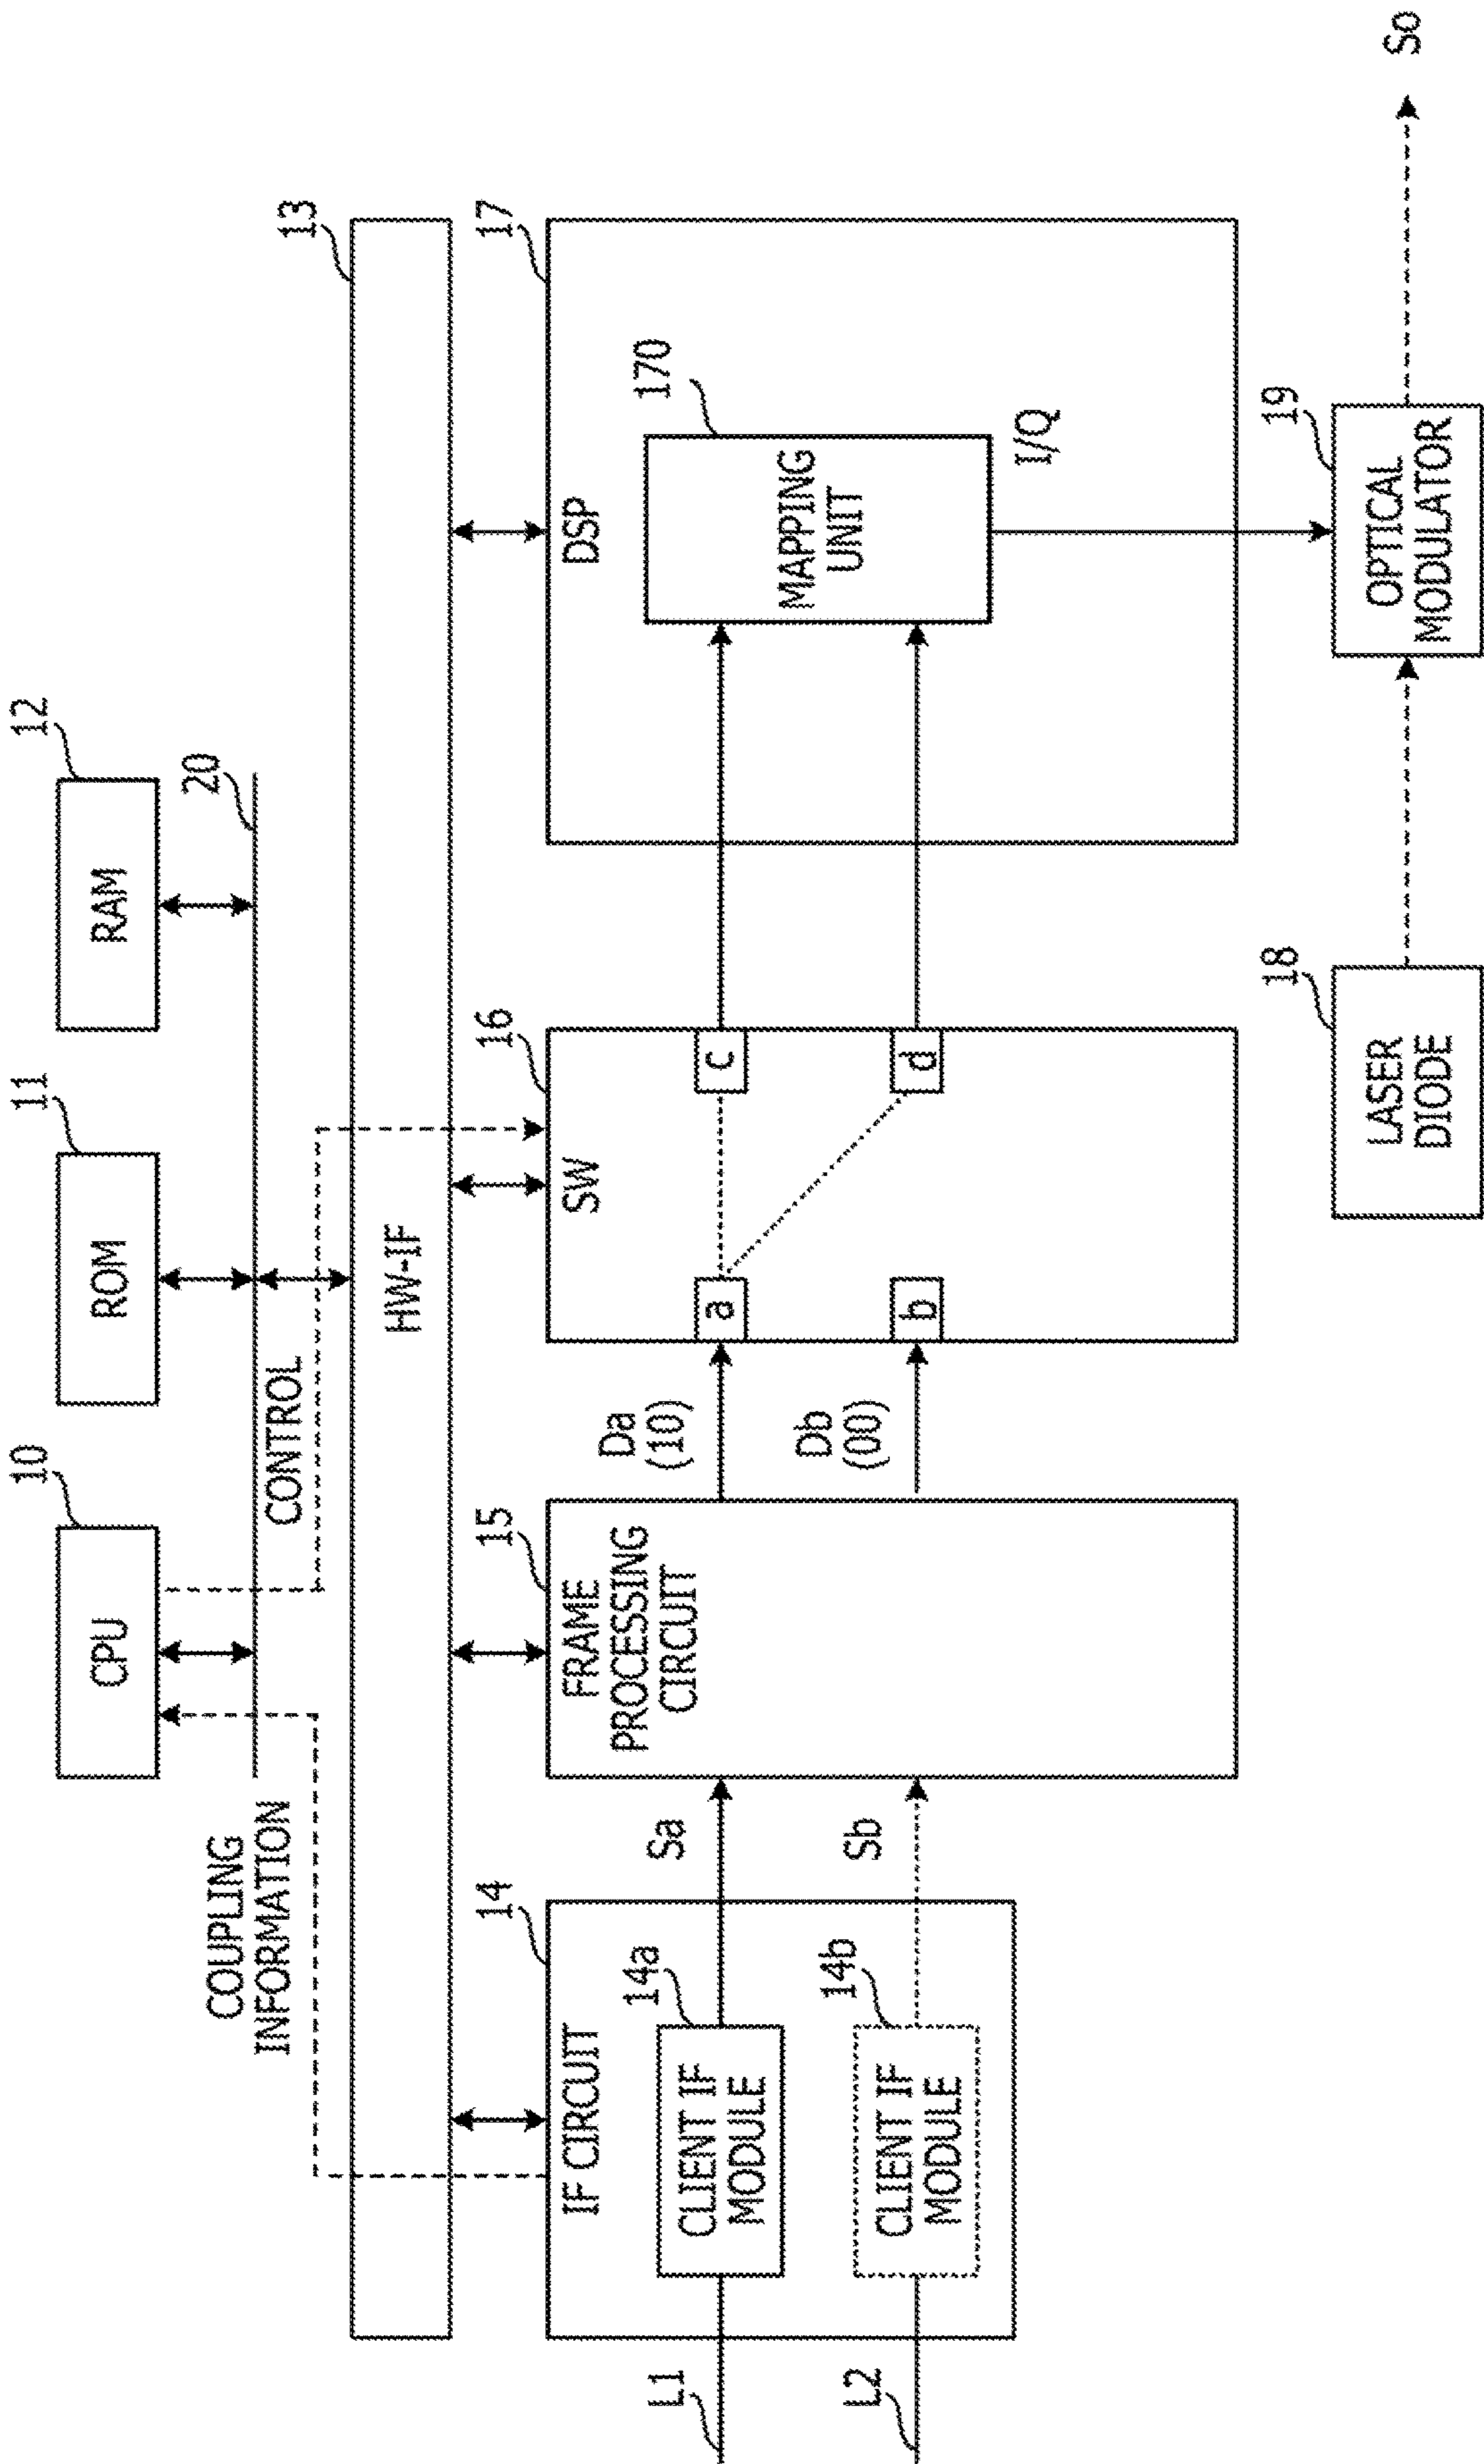 10
CPU
11
ROM
12
RAM
20
COUPLING
INFORMATION
CONTROL
13
HW-IF
14
IF CIRCUIT
14a
CLIENT IF
MODULE
14b
CLIENT IF
MODULE
L1
L2
Sa
Sb
15
FRAME
PROCESSING
CIRCUIT
Da
(10)
Db
(00)
16
SW
a
b
c
d
17
DSP
170
MAPPING
UNIT
I/Q
18
LASER
DIODE
19
OPTICAL
MODULATOR
So